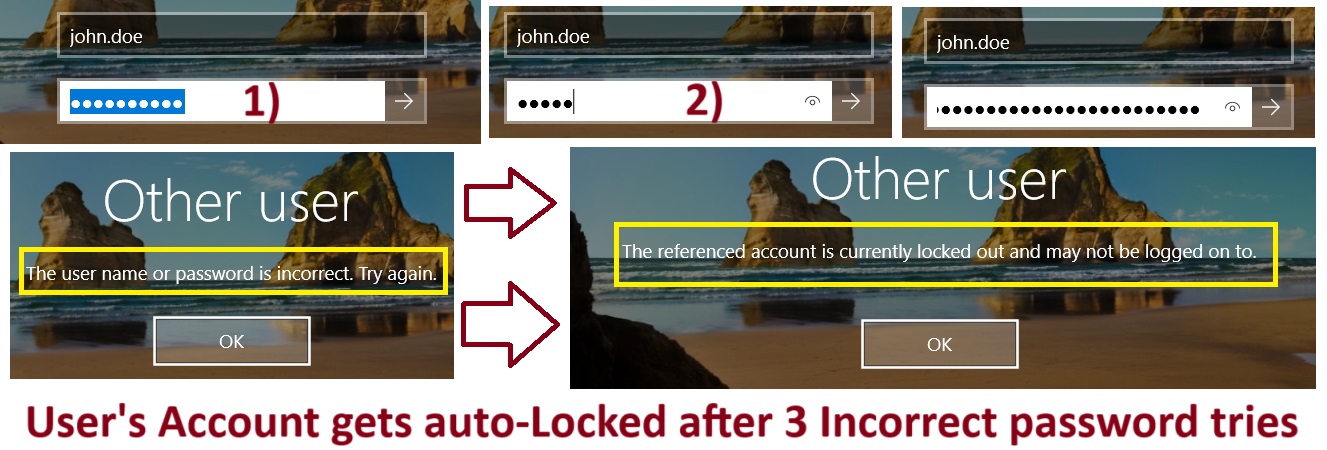 john.doe
john.doe
john.doe
●●●●●●●●●● 1)
●●●●● 2)
●●●●●●●●●●●●●●●●●●●●●●
Other user
The user name or password is incorrect. Try again.
OK
Other user
The referenced account is currently locked out and may not be logged on to.
OK
User's Account gets auto-Locked after 3 Incorrect password tries